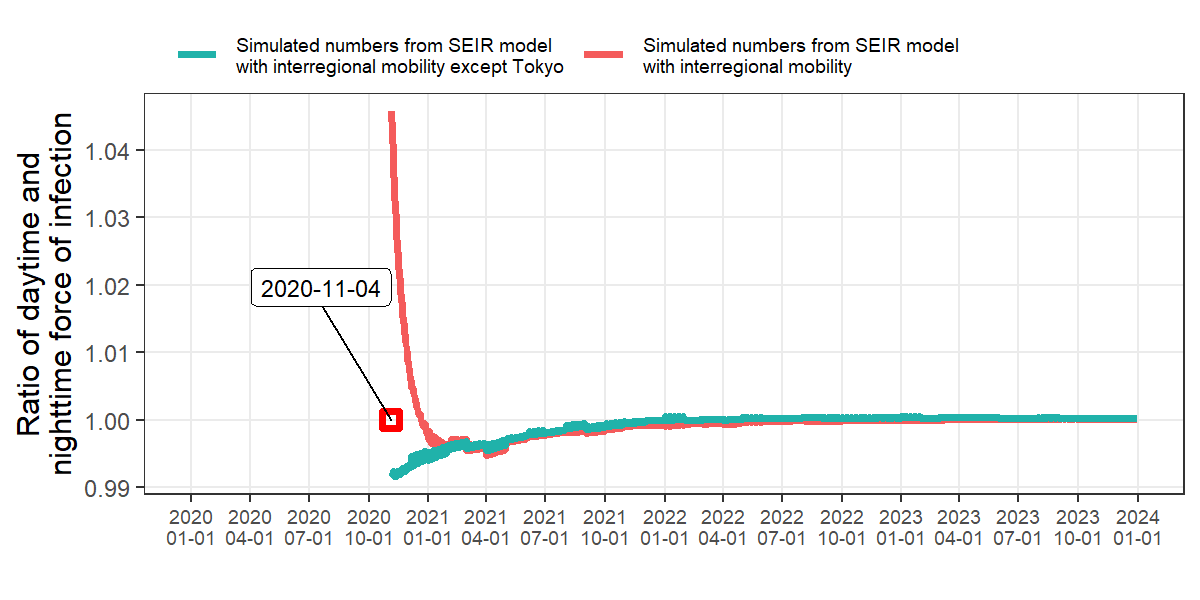 Simulated numbers from SEIR model
with interregional mobility except Tokyo
Simulated numbers from SEIR model
with interregional mobility
Ratio of daytime and
nighttime force of infection
1.04
1.03
1.02
1.01
1.00
0.99
2020-11-04
2020 2020 2020 2020 2021 2021 2021 2021 2022 2022 2022 2022 2023 2023 2023 2023 2024
01-01 04-01 07-01 10-01 01-01 04-01 07-01 10-01 01-01 04-01 07-01 10-01 01-01 04-01 07-01 10-01 01-01